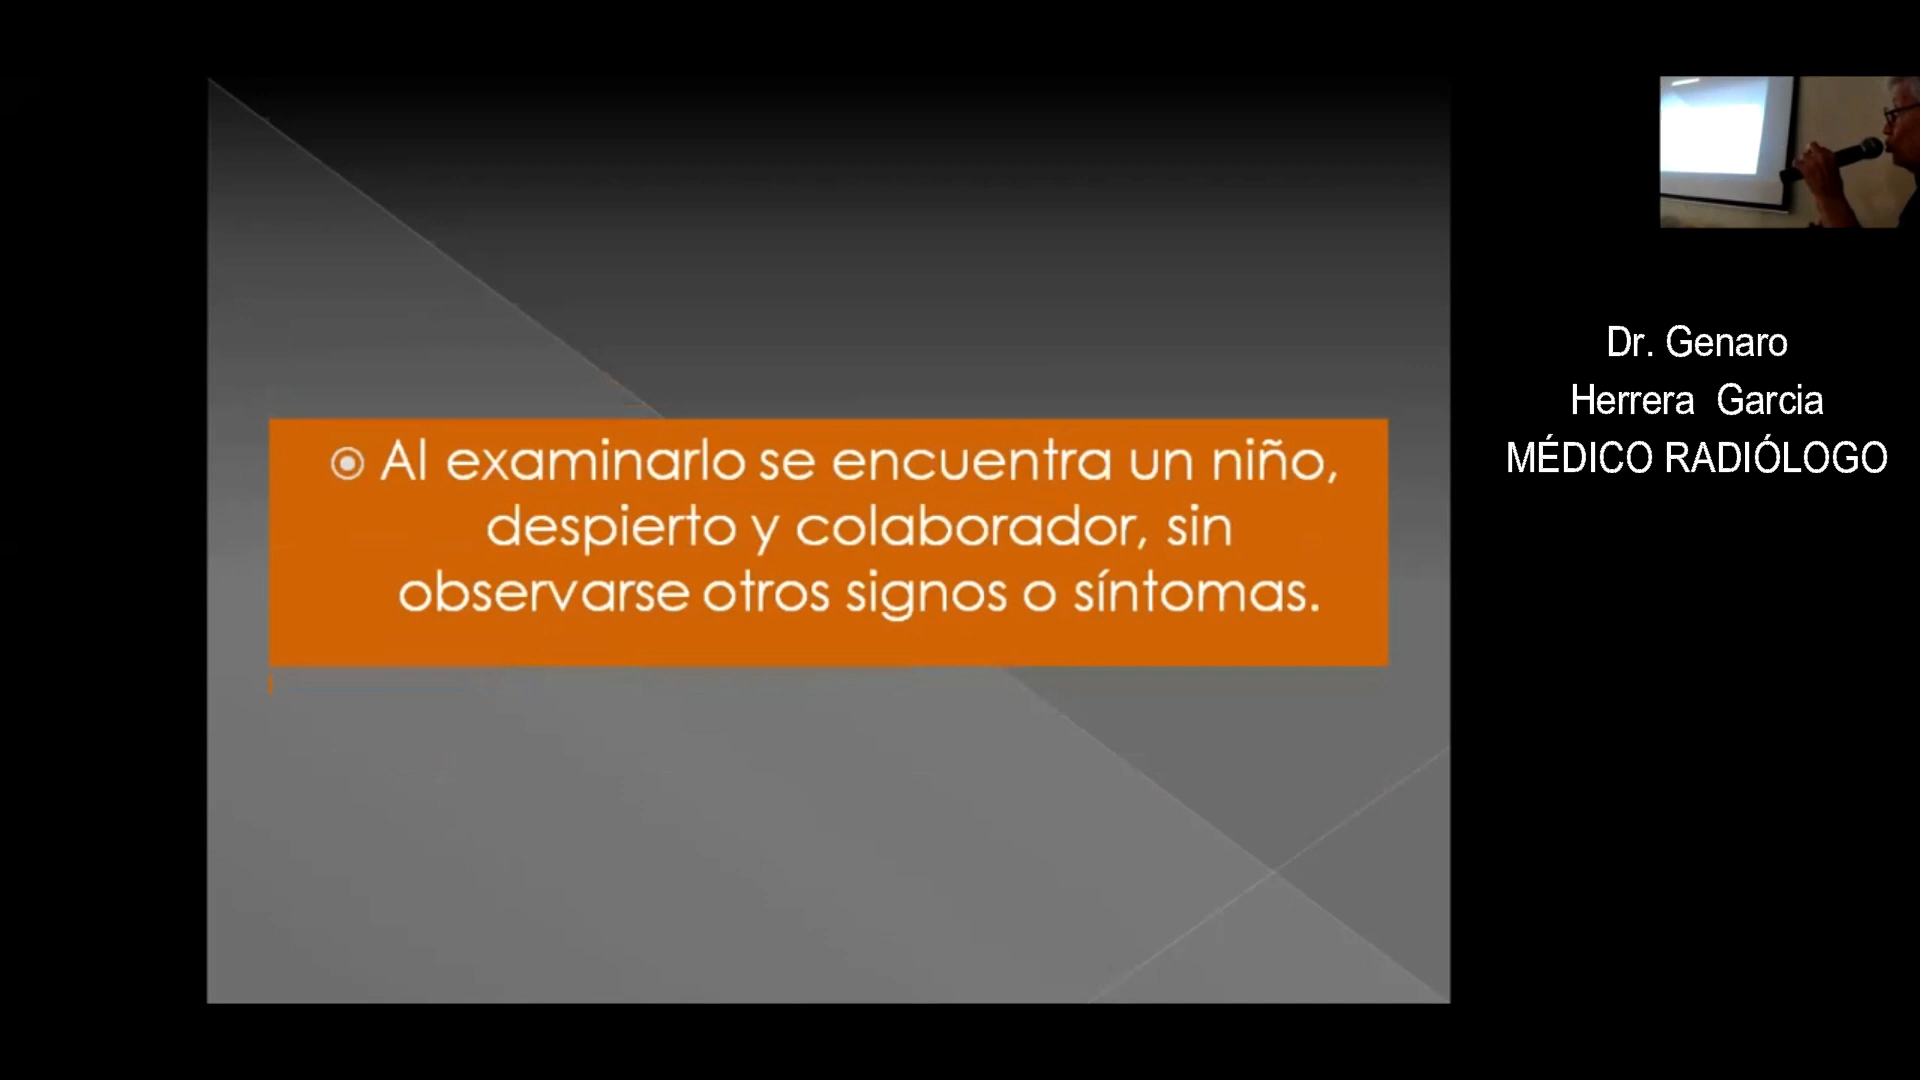 Al examinarlo se encuentra un niño,
despierto y colaborador, sin
observarse otros signos o síntomas.
Dr. Genaro
Herrera Garcia
MÉDICO RADIÓLOGO